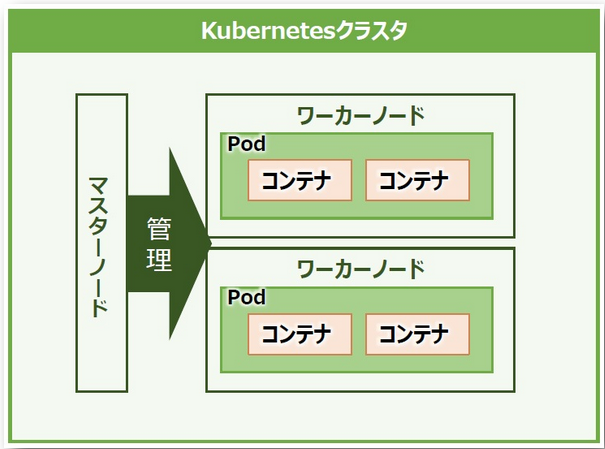 Kubernetesクラスタ
マスターノード
管理
ワーカーノード
Pod
コンテナ
コンテナ
ワーカーノード
Pod
コンテナ
コンテナ